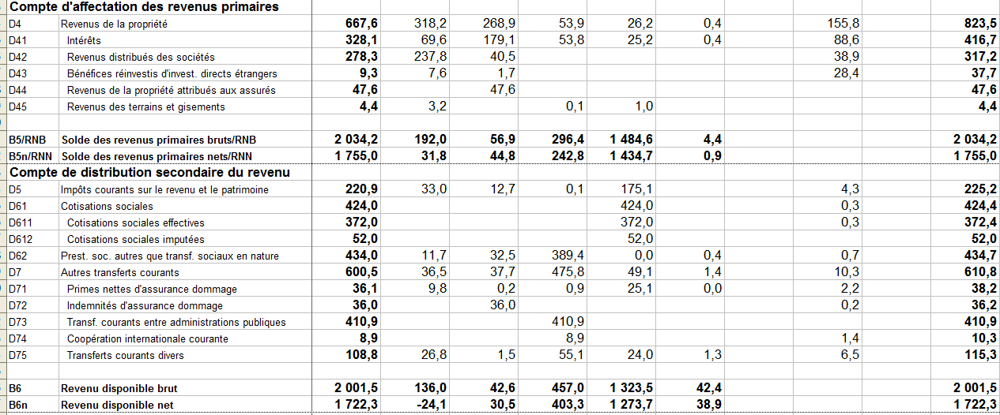 Compte d'affectation des revenus primaires
D4 Revenus de la propriété 667,6 318,2 268,9 53,9 26,2 0,4 155,8 823,5
D41 Intérêts 328,1 69,6 179,1 53,8 25,2 0,4 88,6 416,7
D42 Revenus distribués des sociétés 278,3 237,8 40,5 38,9 317,2
D43 Bénéfices réinvestis d'invest. directs étrangers 9,3 7,6 1,7 28,4 37,7
D44 Revenus de la propriété attribués aux assurés 47,6 47,6 47,6
D45 Revenus des terrains et gisements 4,4 3,2 0,1 1,0 4,4
B5/RNB Solde des revenus primaires bruts/RNB 2 034,2 192,0 56,9 296,4 1 484,6 4,4 2 034,2
B5n/RNN Solde des revenus primaires nets/RNN 1 755,0 31,8 44,8 242,8 1 434,7 0,9 1 755,0
Compte de distribution secondaire du revenu
D5 Impôts courants sur le revenu et le patrimoine 220,9 33,0 12,7 0,1 175,1 4,3 225,2
D61 Cotisations sociales 424,0 424,0 0,3 424,4
D611 Cotisations sociales effectives 372,0 372,0 0,3 372,4
D612 Cotisations sociales imputées 52,0 52,0 52,0
D62 Prest. soc. autres que transf. sociaux en nature 434,0 11,7 32,5 389,4 0,0 0,4 0,7 434,7
D7 Autres transferts courants 600,5 36,5 37,7 475,8 49,1 1,4 10,3 610,8
D71 Primes nettes d'assurance dommage 36,1 9,8 0,2 0,9 25,1 0,0 2,2 38,2
D72 Indemnités d'assurance dommage 36,0 36,0 0,2 36,2
D73 Transf. courants entre administrations publiques 410,9 410,9 410,9
D74 Coopération internationale courante 8,9 8,9 1,4 10,3
D75 Transferts courants divers 108,8 26,8 1,5 55,1 24,0 1,3 6,5 115,3
B6 Revenu disponible brut 2 001,5 136,0 42,6 457,0 1 323,5 42,4 2 001,5
B6n Revenu disponible net 1 722,3 -24,1 30,5 403,3 1 273,7 38,9 1 722,3